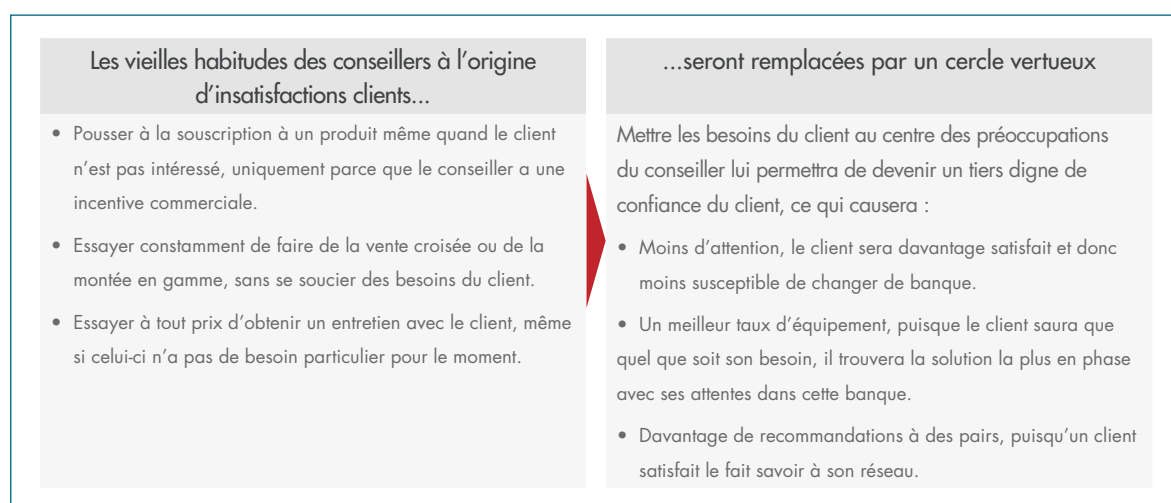 Les vieilles habitudes des conseillers à l'origine
d'insatisfactions clients...
• Pousser à la souscription à un produit même quand le client
n'est pas intéressé, uniquement parce que le conseiller a une
incentive commerciale.
• Essayer constamment de faire de la vente croisée ou de la
montée en gamme, sans se soucier des besoins du client.
• Essayer à tout prix d'obtenir un entretien avec le client, même
si celui-ci n'a pas de besoin particulier pour le moment.
...seront remplacées par un cercle vertueux
Mettre les besoins du client au centre des préoccupations
du conseiller lui permettra de devenir un tiers digne de
confiance du client, ce qui causera :
• Moins d'attention, le client sera davantage satisfait et donc
moins susceptible de changer de banque.
• Un meilleur taux d'équipement, puisque le client saura que
quel que soit son besoin, il trouvera la solution la plus en phase
avec ses attentes dans cette banque.
• Davantage de recommandations à des pairs, puisqu'un client
satisfait le fait savoir à son réseau.